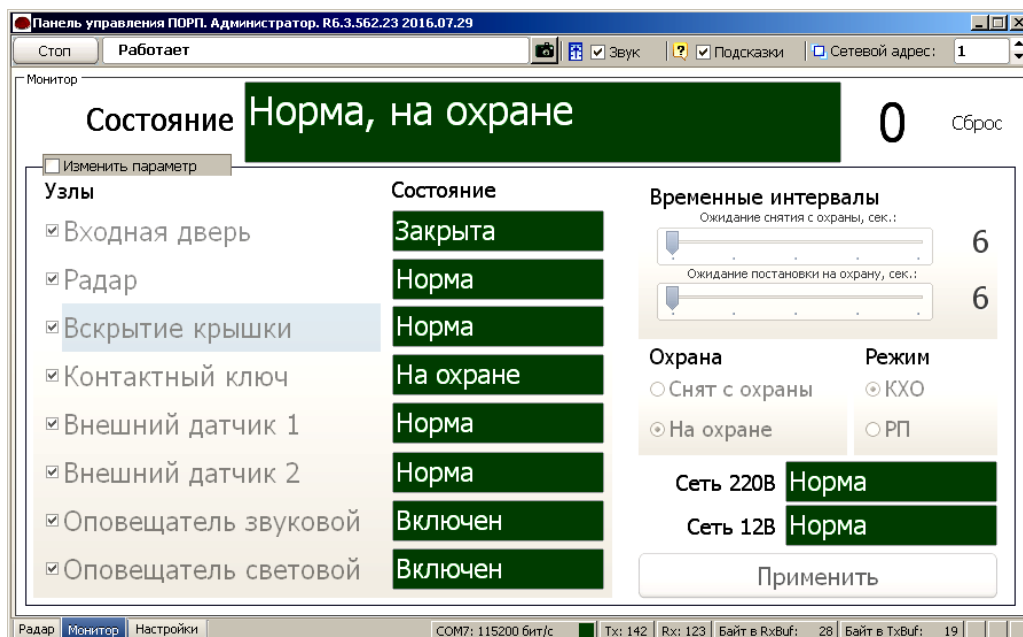 Панель управления ПОРП. Администратор. R6.3.562.23 2016.07.29
Стоп Работает Звук Подсказки Сетевой адрес: 1
Монитор
Состояние Норма, на охране 0 Сброс
Изменить параметр
Узлы Состояние
Входная дверь Закрыта
Радар Норма
Вскрытие крышки Норма
Контактный ключ На охране
Внешний датчик 1 Норма
Внешний датчик 2 Норма
Оповещатель звуковой Включен
Оповещатель световой Включен
Временные интервалы
Ожидание снятия с охраны, сек.:
6
Ожидание постановки на охрану, сек.:
6
Охрана Режим
Снят с охраны КХО
На охране РП
Сеть 220В Норма
Сеть 12В Норма
Применить
Радар Монитор Настройки COM7: 115200 бит/с Tx: 142 Rx: 123 Байт в RxBuf: 28 Байт в TxBuf: 19